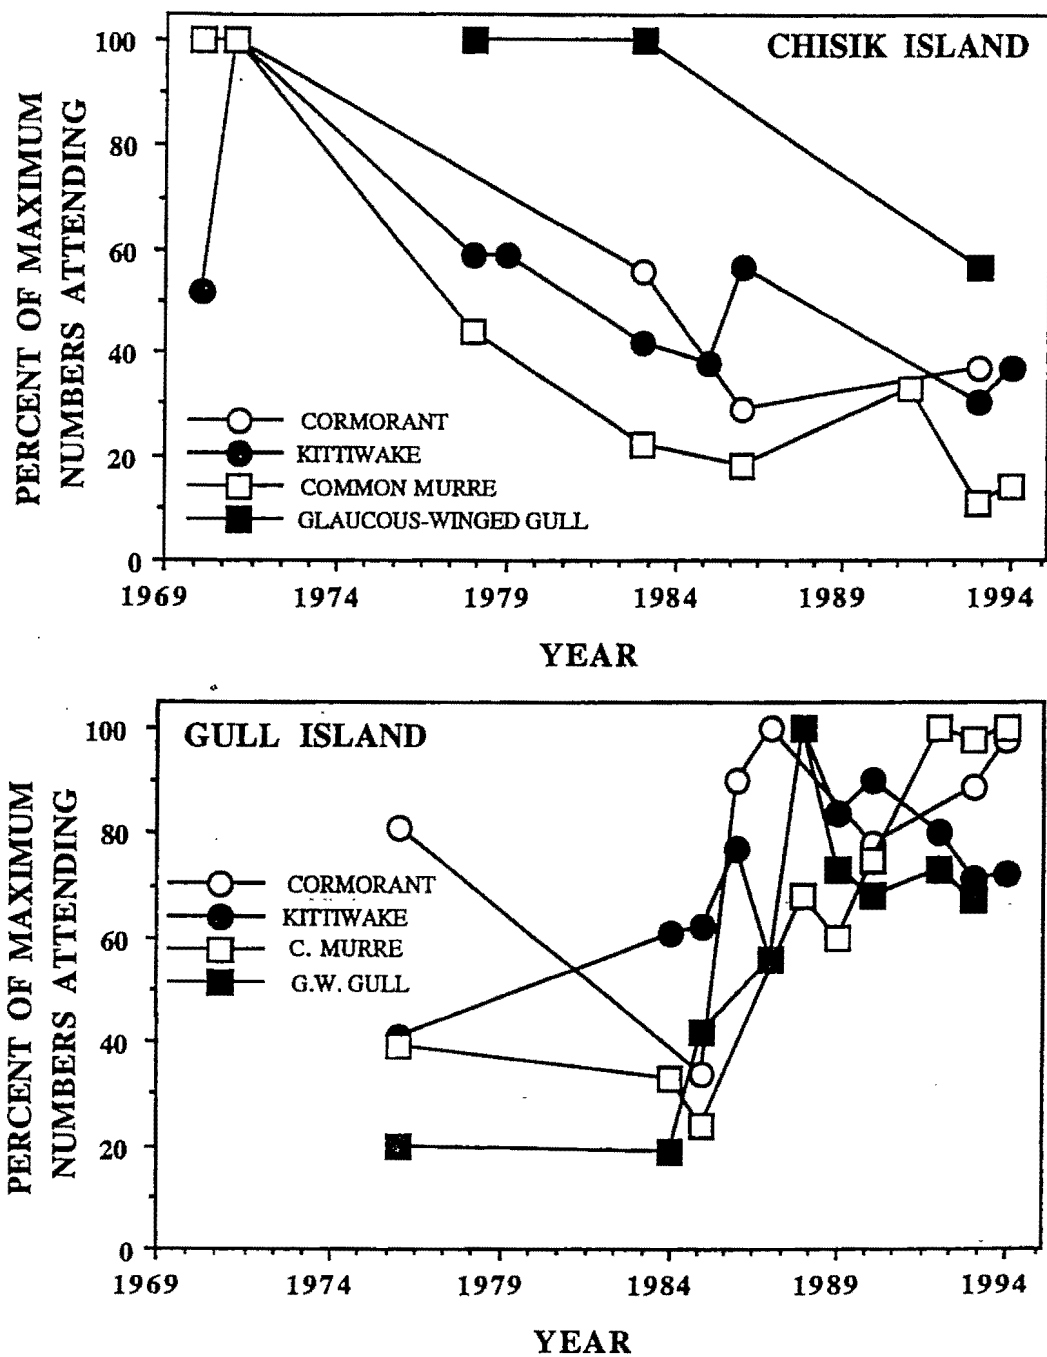 CHISIK ISLAND
PERCENT OF MAXIMUM
NUMBERS ATTENDING
100
80
60
40
20
0
CORMORANT
KITTIWAKE
COMMON MURRE
GLAUCOUS-WINGED GULL
1969 1974 1979 1984 1989 1994
YEAR
GULL ISLAND
PERCENT OF MAXIMUM
NUMBERS ATTENDING
100
80
60
40
20
0
CORMORANT
KITTIWAKE
C. MURRE
G.W. GULL
1969 1974 1979 1984 1989 1994
YEAR